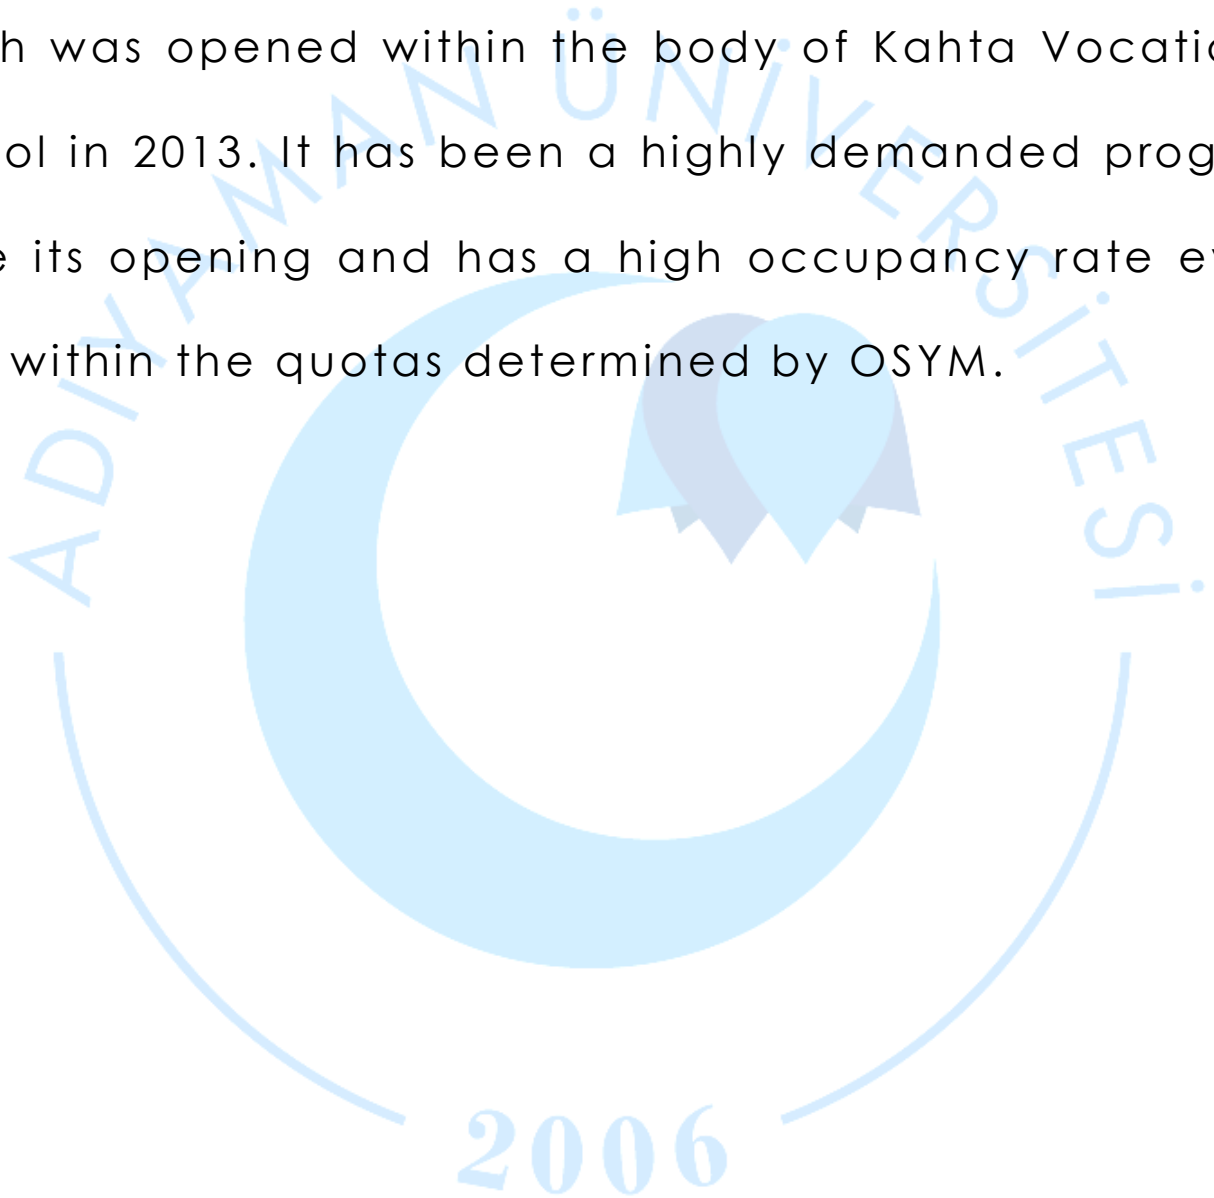 h was opened within the body of Kahta Vocatio
ol in 2013. It has been a highly demanded prog
e its opening and has a high occupancy rate ev
within the quotas determined by OSYM.
ADIYAMAN ÜNİVERSİTESİ
2006